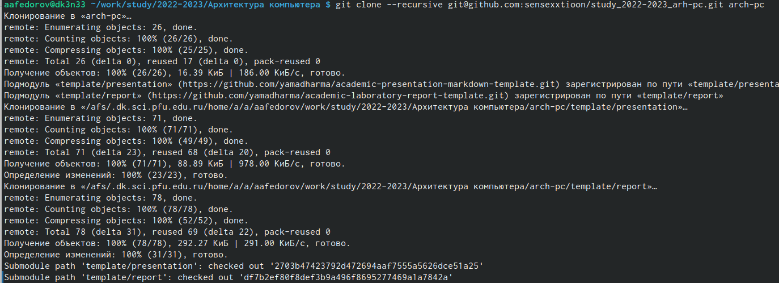 aafedorov@dk3n33 ~/work/study/2022-2023/Архитектура компьютера $ git clone --recursive git@github.com:sensexxtioon/study_2022-2023_arh-pc.git arch-pc
Клонирование в «arch-pc»…
remote: Enumerating objects: 26, done.
remote: Counting objects: 100% (26/26), done.
remote: Compressing objects: 100% (25/25), done.
remote: Total 26 (delta 0), reused 17 (delta 0), pack-reused 0
Получение объектов: 100% (26/26), 16.39 КиБ | 186.00 КиБ/с, готово.
Подмодуль «template/presentation» (https://github.com/yamadharma/academic-presentation-markdown-template.git) зарегистрирован по пути «template/presenta
Подмодуль «template/report» (https://github.com/yamadharma/academic-laboratory-report-template.git) зарегистрирован по пути «template/report»
Клонирование в «/afs/.dk.sci.pfu.edu.ru/home/a/a/aafedorov/work/study/2022-2023/Архитектура компьютера/arch-pc/template/presentation»…
remote: Enumerating objects: 71, done.
remote: Counting objects: 100% (71/71), done.
remote: Compressing objects: 100% (49/49), done.
remote: Total 71 (delta 23), reused 68 (delta 20), pack-reused 0
Получение объектов: 100% (71/71), 88.89 КиБ | 978.00 КиБ/с, готово.
Определение изменений: 100% (23/23), готово.
Клонирование в «/afs/.dk.sci.pfu.edu.ru/home/a/a/aafedorov/work/study/2022-2023/Архитектура компьютера/arch-pc/template/report»…
remote: Enumerating objects: 78, done.
remote: Counting objects: 100% (78/78), done.
remote: Compressing objects: 100% (52/52), done.
remote: Total 78 (delta 31), reused 69 (delta 22), pack-reused 0
Получение объектов: 100% (78/78), 292.27 КиБ | 291.00 КиБ/с, готово.
Определение изменений: 100% (31/31), готово.
Submodule path 'template/presentation': checked out '2703b47423792d472694aaf7555a5626dce51a25'
Submodule path 'template/report': checked out 'df7b2ef80f8def3b9a496f8695277469a1a7842a'